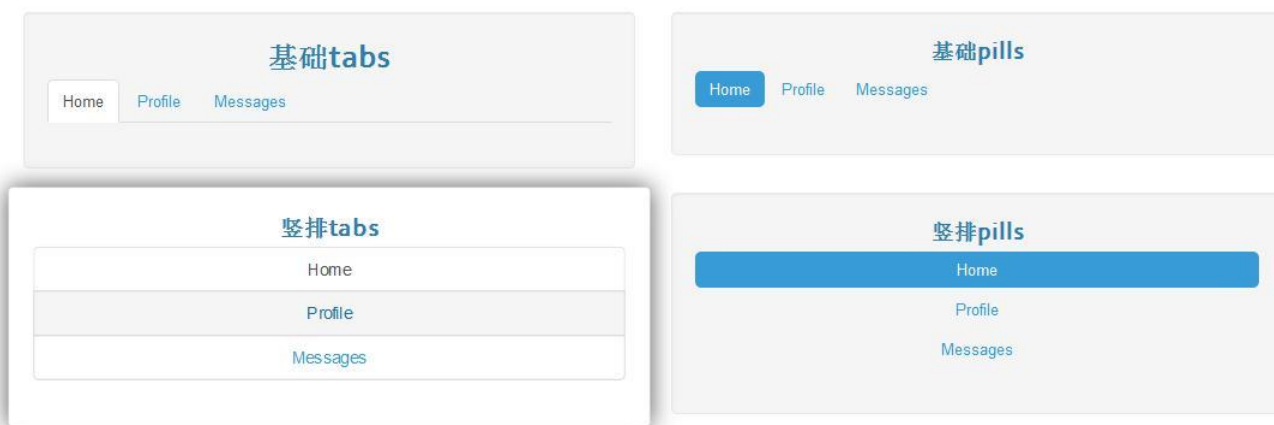 基础tabs
Home Profile Messages
基础pills
Home Profile Messages
竖排tabs
Home
Profile
Messages
竖排pills
Home
Profile
Messages